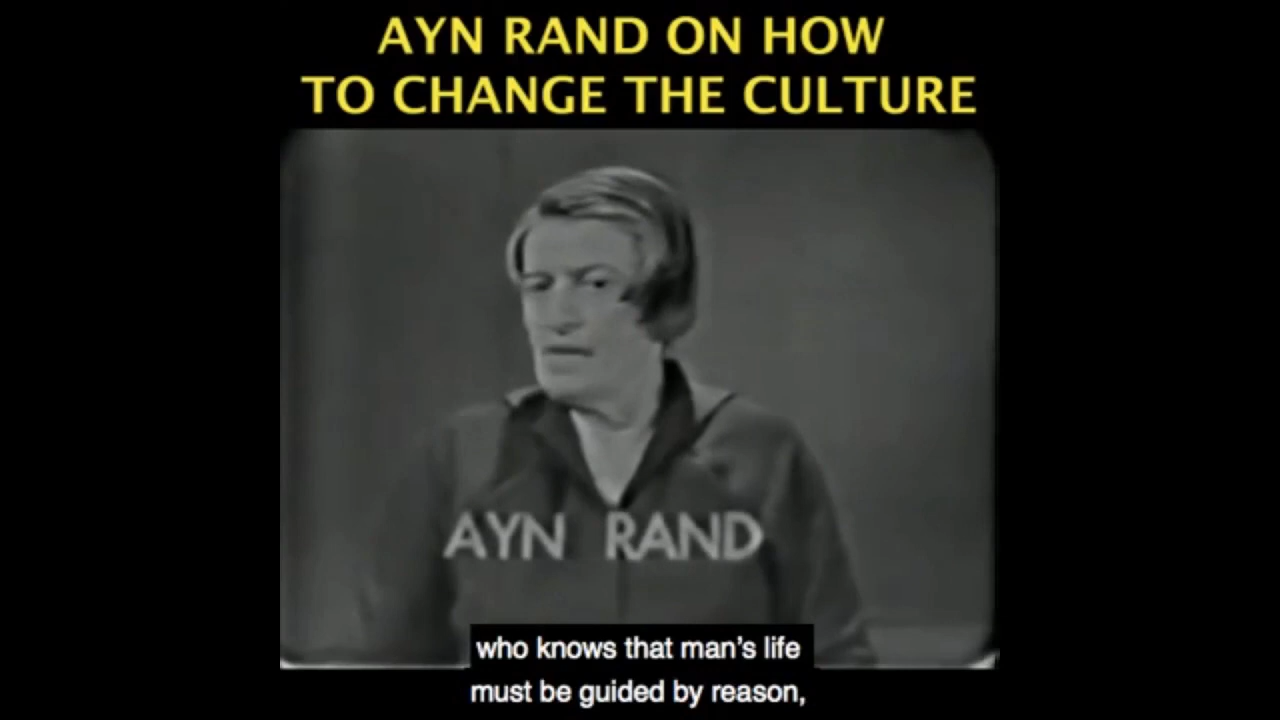 AYN RAND ON HOW
TO CHANGE THE CULTURE
AYN RAND
who knows that man's life
must be guided by reason,